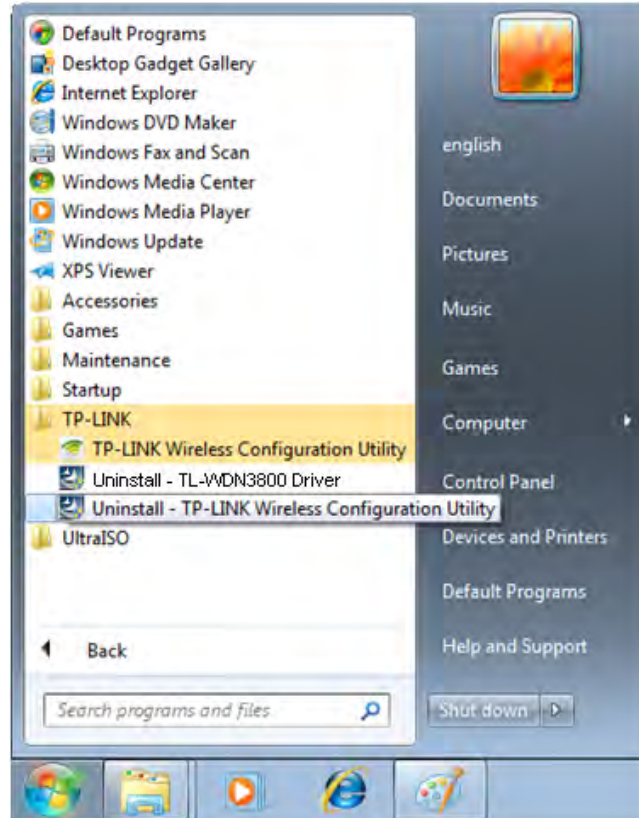 Default Programs
Desktop Gadget Gallery
Internet Explorer
Windows DVD Maker
Windows Fax and Scan
Windows Media Center
Windows Media Player
Windows Update
XPS Viewer
Accessories
Games
Maintenance
Startup
TP-LINK
TP-LINK Wireless Configuration Utility
Uninstall - TL-WDN3800 Driver
Uninstall - TP-LINK Wireless Configuration Utility
UltraISO
Back
Search programs and files
english
Documents
Pictures
Music
Games
Computer
Control Panel
Devices and Printers
Default Programs
Help and Support
Shut down